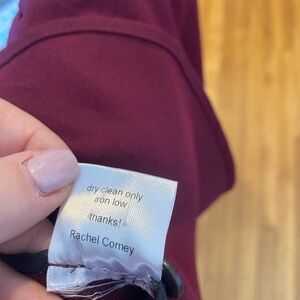 dry clean only
iron low
thanks!
Rachel Comey